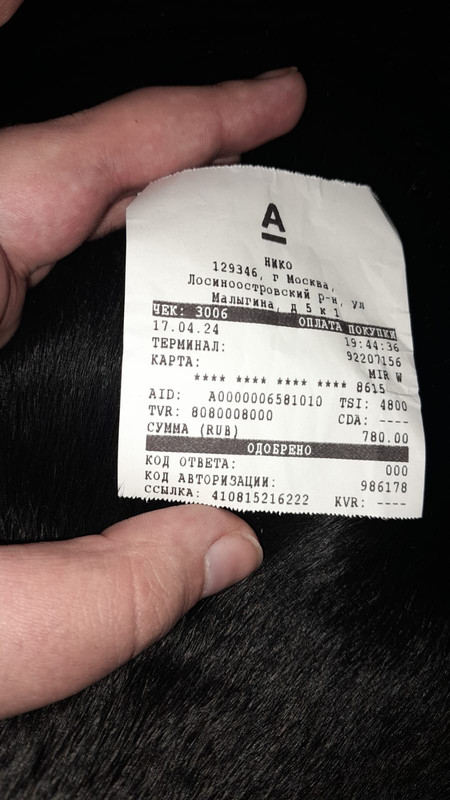 А
НИКО
129346, г Москва,
Лосиноостровский р-н, ул
Малыгина, д 5 к 1
ЧЕК: 3006 ОПЛАТА ПОКУПКИ
17.04.24 19:44:36
ТЕРМИНАЛ: 92207156
КАРТА: MIR W
**** **** **** **** 8615
AID: A0000006581010 TSI: 4800
TVR: 8080008000 CDA: ----
СУММА (RUB) 780.00
ОДОБРЕНО
КОД ОТВЕТА: 000
КОД АВТОРИЗАЦИИ: 986178
ССЫЛКА: 410815216222 KVR: ----